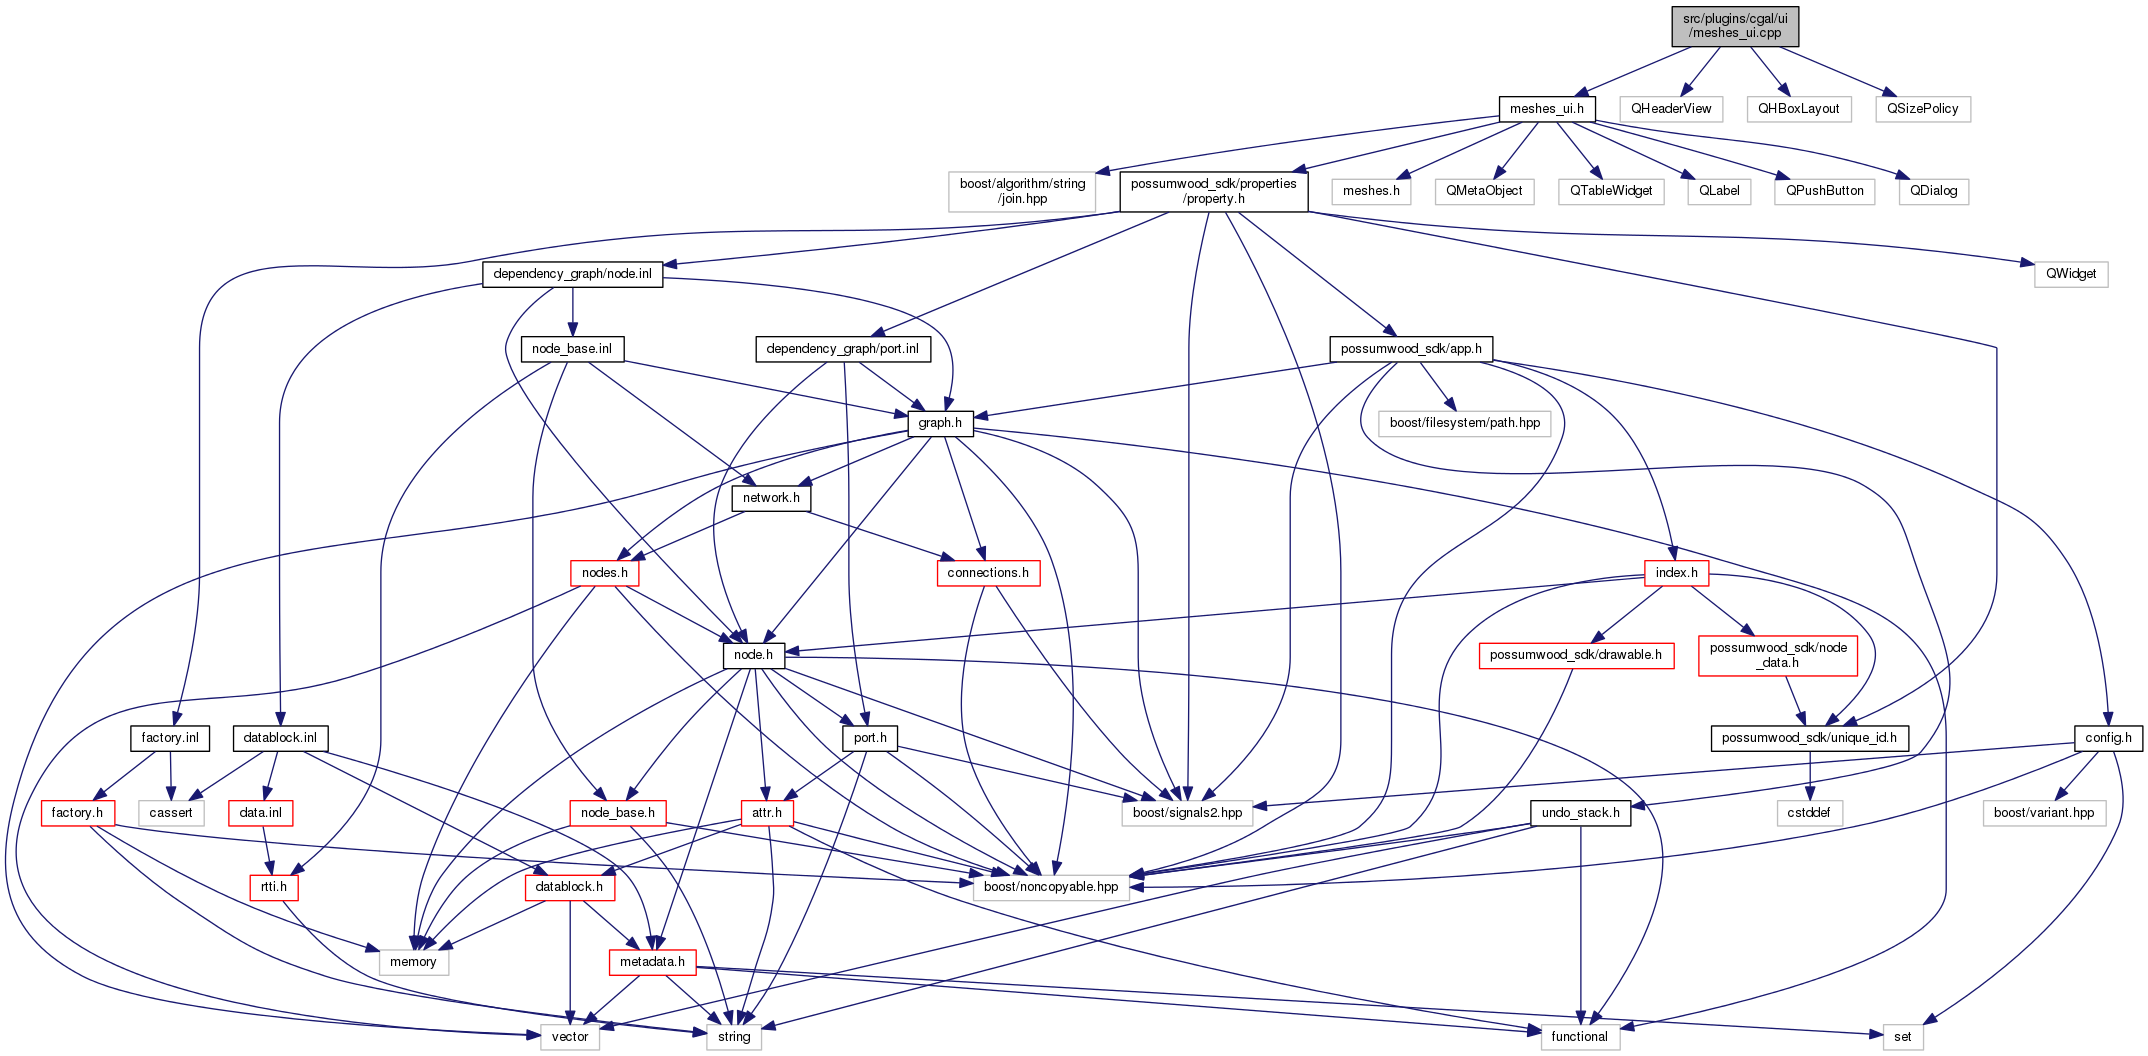 src/plugins/cgal/ui
/meshes_ui.cpp
meshes_ui.h
QHeaderView
QHBoxLayout
QSizePolicy
boost/algorithm/string
/join.hpp
possumwood_sdk/properties
/property.h
meshes.h
QMetaObject
QTableWidget
QLabel
QPushButton
QDialog
dependency_graph/node.inl
QWidget
node_base.inl
dependency_graph/port.inl
possumwood_sdk/app.h
graph.h
boost/filesystem/path.hpp
network.h
nodes.h
connections.h
index.h
node.h
possumwood_sdk/drawable.h
possumwood_sdk/node
_data.h
factory.inl
datablock.inl
port.h
possumwood_sdk/unique_id.h
config.h
factory.h
cassert
data.inl
node_base.h
attr.h
boost/signals2.hpp
undo_stack.h
cstddef
boost/variant.hpp
rtti.h
datablock.h
boost/noncopyable.hpp
memory
metadata.h
vector
string
functional
set